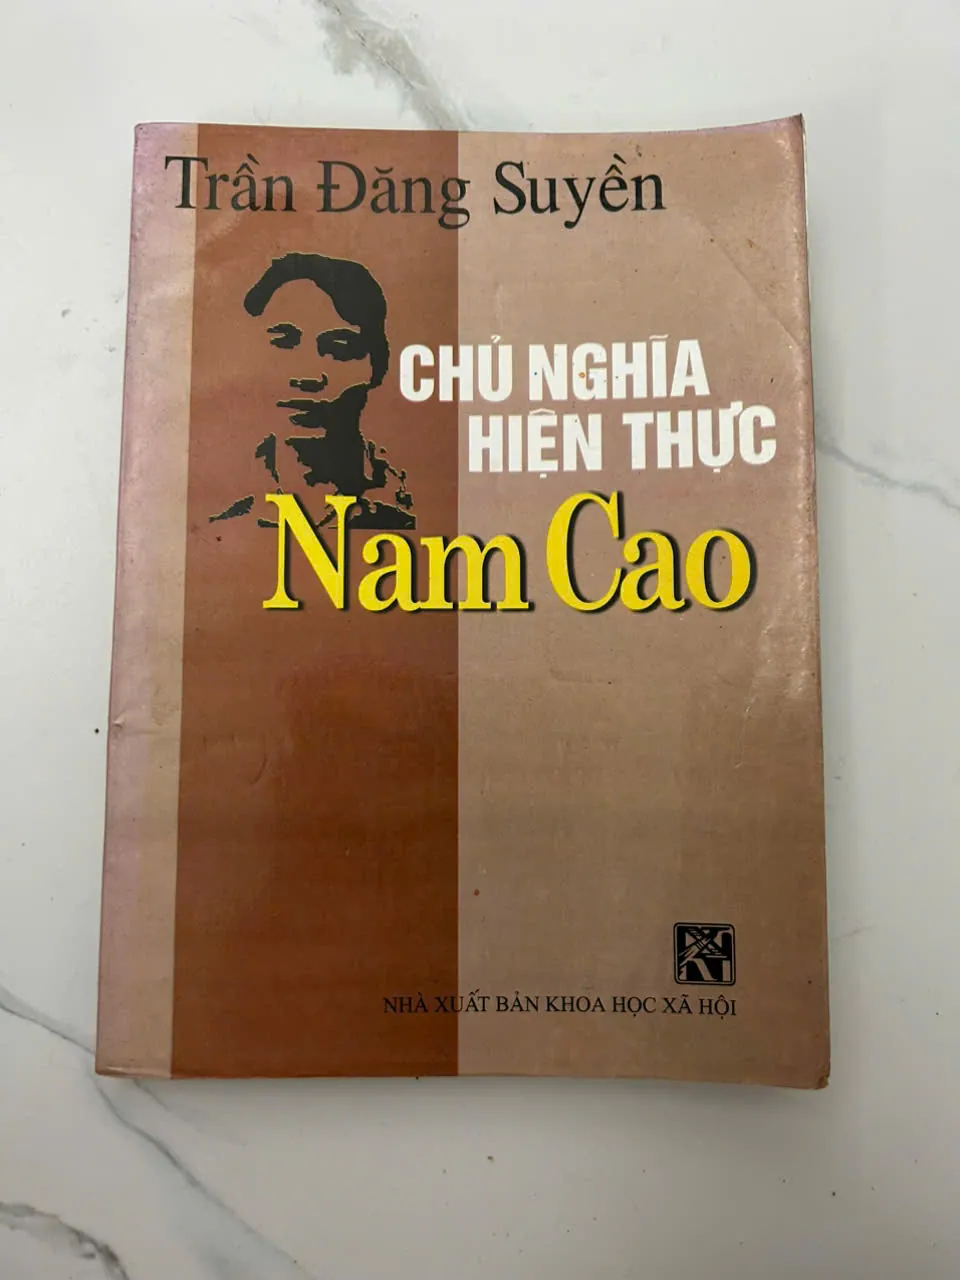 Trần Đăng Suyền
CHỦ NGHĨA
HIỆN THỰC
Nam Cao
NHÀ XUẤT BẢN KHOA HỌC XÃ HỘI